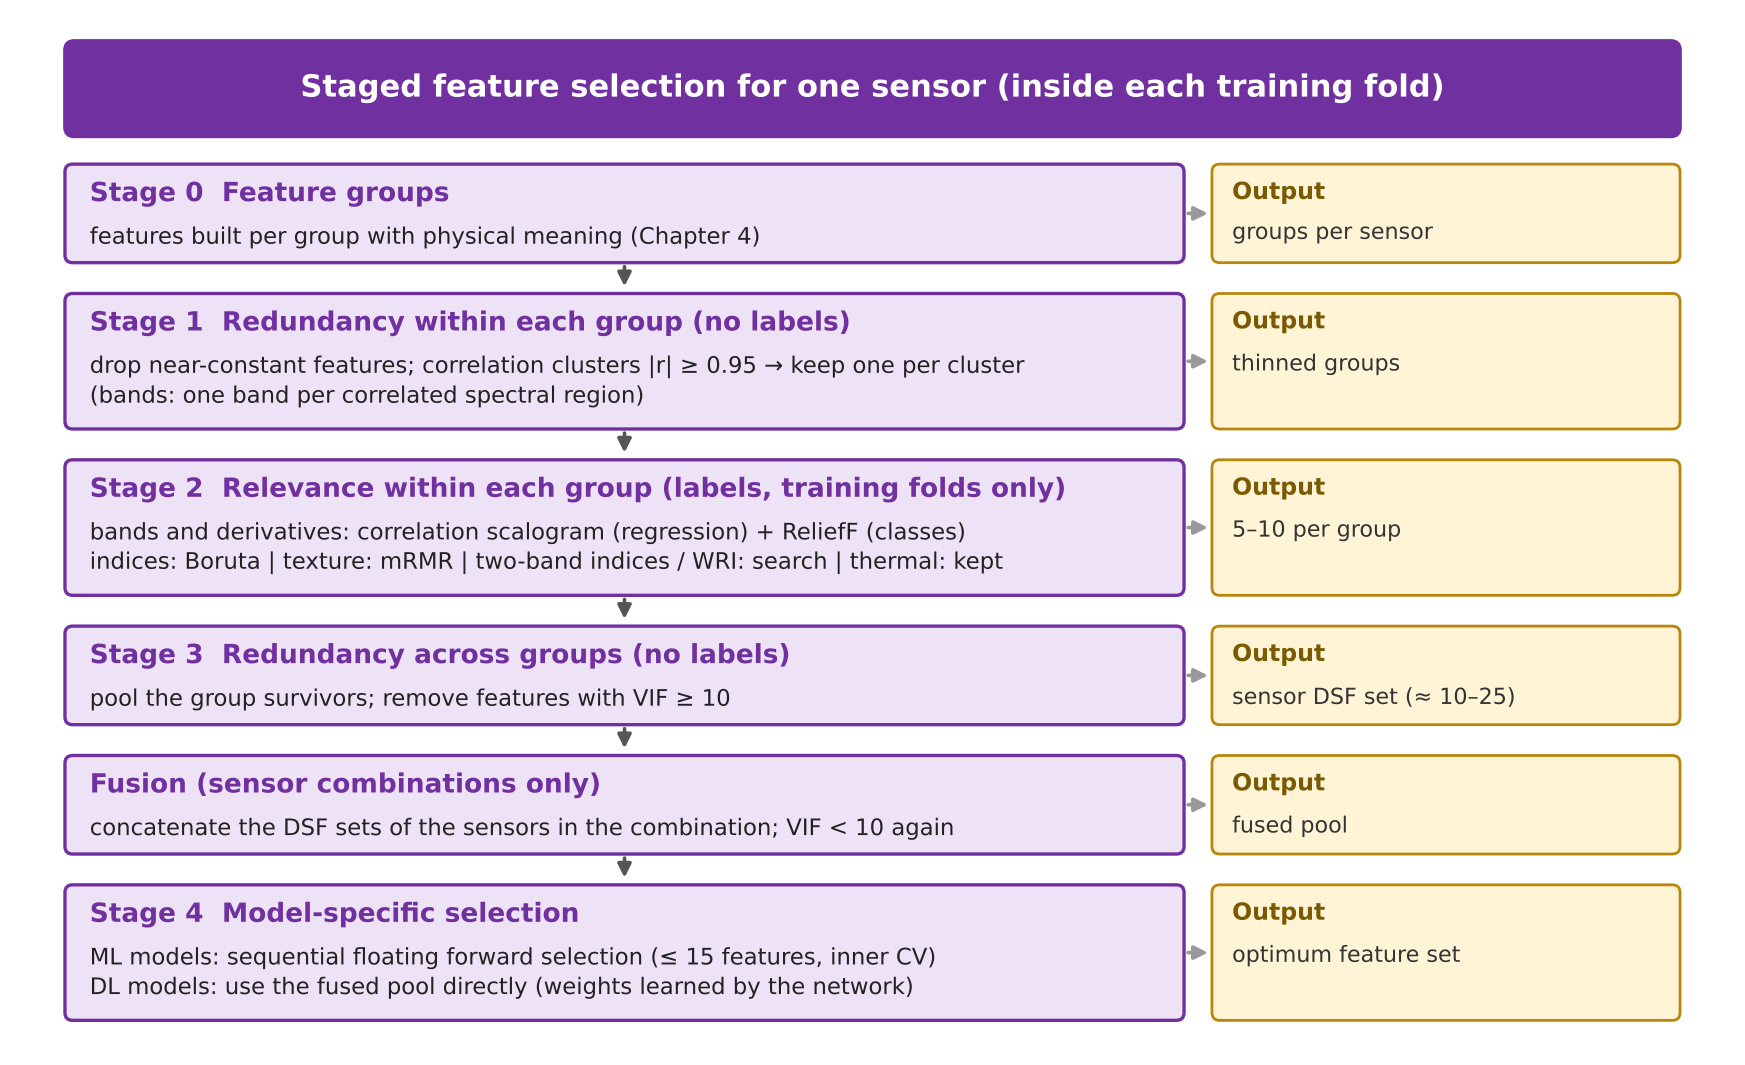 Staged feature selection for one sensor (inside each training fold)
Stage 0  Feature groups
features built per group with physical meaning (Chapter 4)
Output
groups per sensor
Stage 1  Redundancy within each group (no labels)
drop near-constant features; correlation clusters |r| ≥ 0.95 → keep one per cluster
(bands: one band per correlated spectral region)
Output
thinned groups
Stage 2  Relevance within each group (labels, training folds only)
bands and derivatives: correlation scalogram (regression) + ReliefF (classes)
indices: Boruta | texture: mRMR | two-band indices / WRI: search | thermal: kept
Output
5–10 per group
Stage 3  Redundancy across groups (no labels)
pool the group survivors; remove features with VIF ≥ 10
Output
sensor DSF set (≈ 10–25)
Fusion (sensor combinations only)
concatenate the DSF sets of the sensors in the combination; VIF < 10 again
Output
fused pool
Stage 4  Model-specific selection
ML models: sequential floating forward selection (≤ 15 features, inner CV)
DL models: use the fused pool directly (weights learned by the network)
Output
optimum feature set